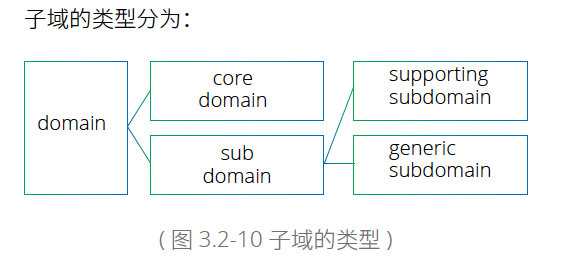 子域的类型分为：
domain
core
domain
sub
domain
supporting
subdomain
generic
subdomain
( 图 3.2-10 子域的类型 )